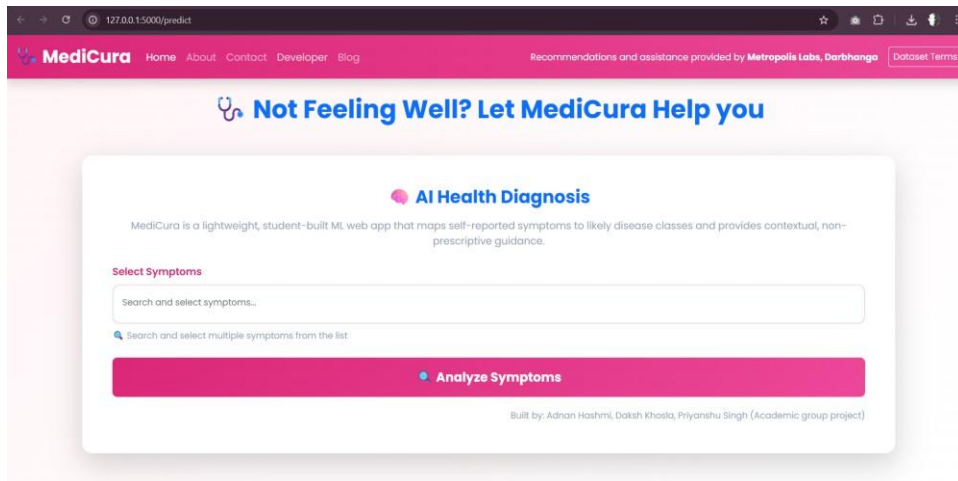 127.0.0.1:5000/predict
MediCura Home About Contact Developer Blog Recommendations and assistance provided by Metropolis Labs, Darbhanga Dataset Terms
Not Feeling Well? Let MediCura Help you
AI Health Diagnosis
MediCura is a lightweight, student-built ML web app that maps self-reported symptoms to likely disease classes and provides contextual, non-
prescriptive guidance.
Select Symptoms
Search and select symptoms...
Search and select multiple symptoms from the list
Analyze Symptoms
Built by: Adnan Hashmi, Daksh Khosla, Priyanshu Singh (Academic group project)